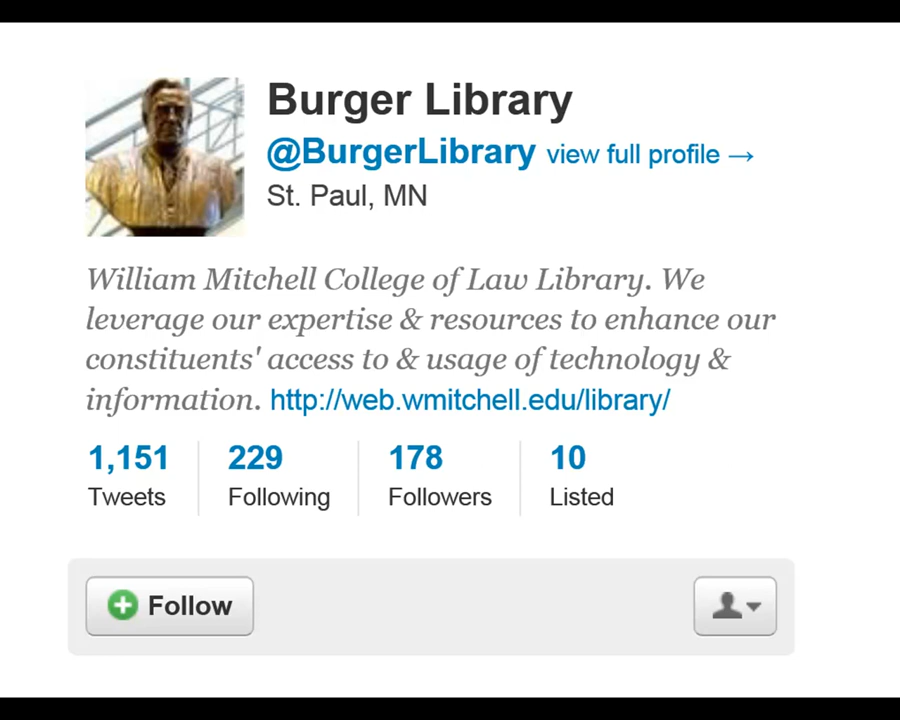 Burger Library
@BurgerLibrary view full profile →
St. Paul, MN
William Mitchell College of Law Library. We
leverage our expertise & resources to enhance our
constituents' access to & usage of technology &
information. http://web.wmitchell.edu/library/
1,151 229 178 10
Tweets Following Followers Listed
Follow